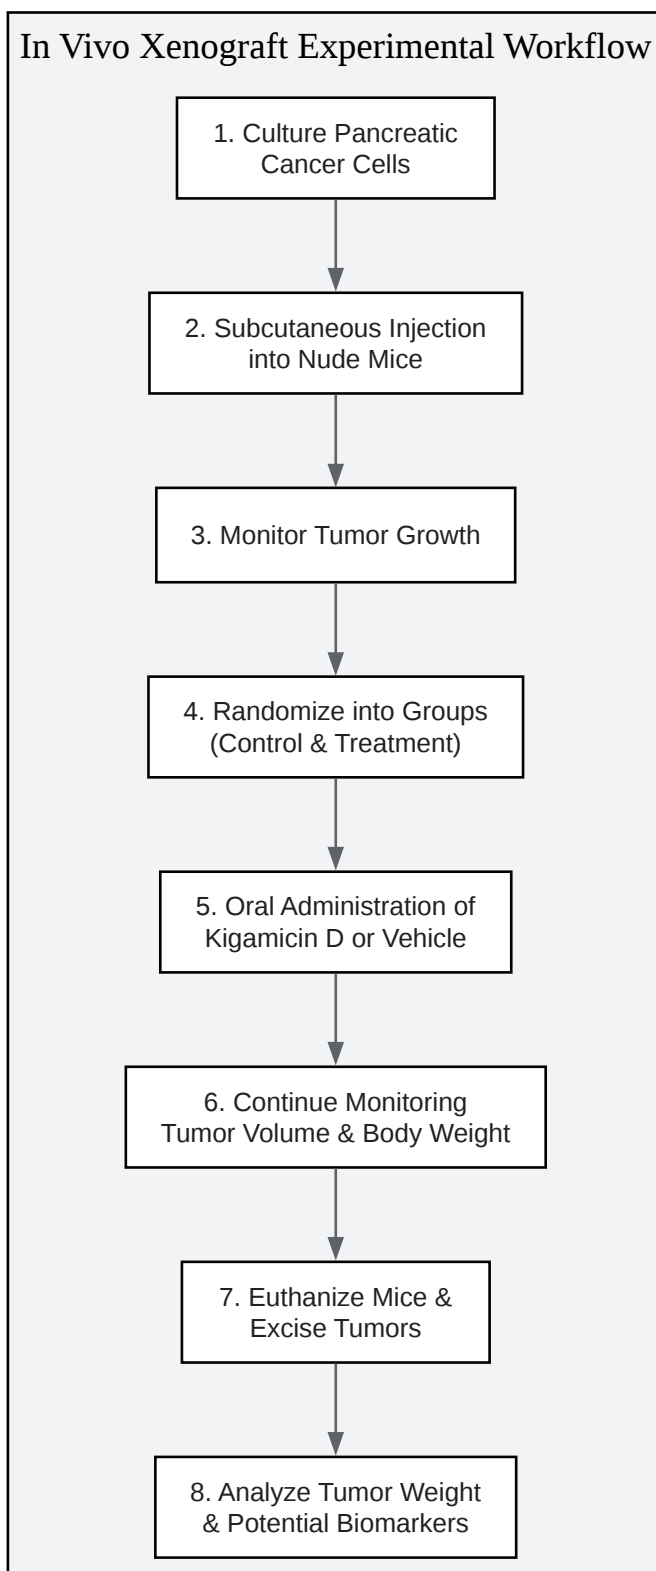 In Vivo Xenograft Experimental Workflow
1. Culture Pancreatic
Cancer Cells
2. Subcutaneous Injection
into Nude Mice
3. Monitor Tumor Growth
4. Randomize into Groups
(Control & Treatment)
5. Oral Administration of
Kigamicin D or Vehicle
6. Continue Monitoring
Tumor Volume & Body Weight
7. Euthanize Mice &
Excise Tumors
8. Analyze Tumor Weight
& Potential Biomarkers